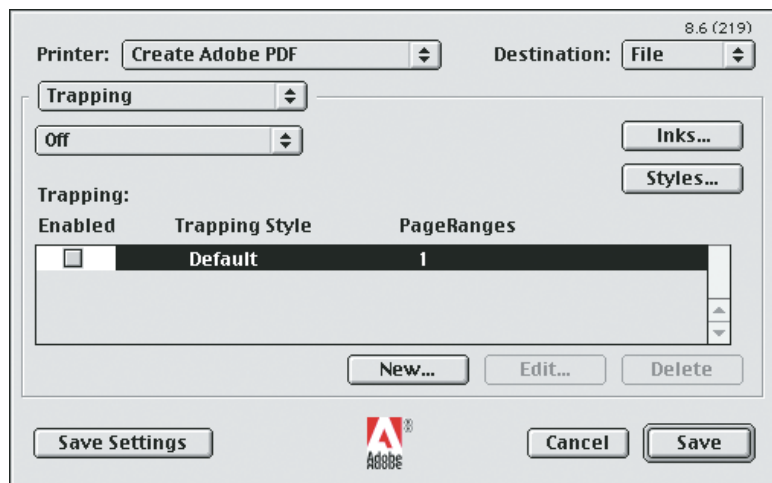 8.6 (219)
Printer: Create Adobe PDF Destination: File
Trapping
Off
Inks...
Styles...
Trapping:
Enabled Trapping Style PageRanges
Default 1
New... Edit... Delete
Save Settings
Adobe
Cancel Save